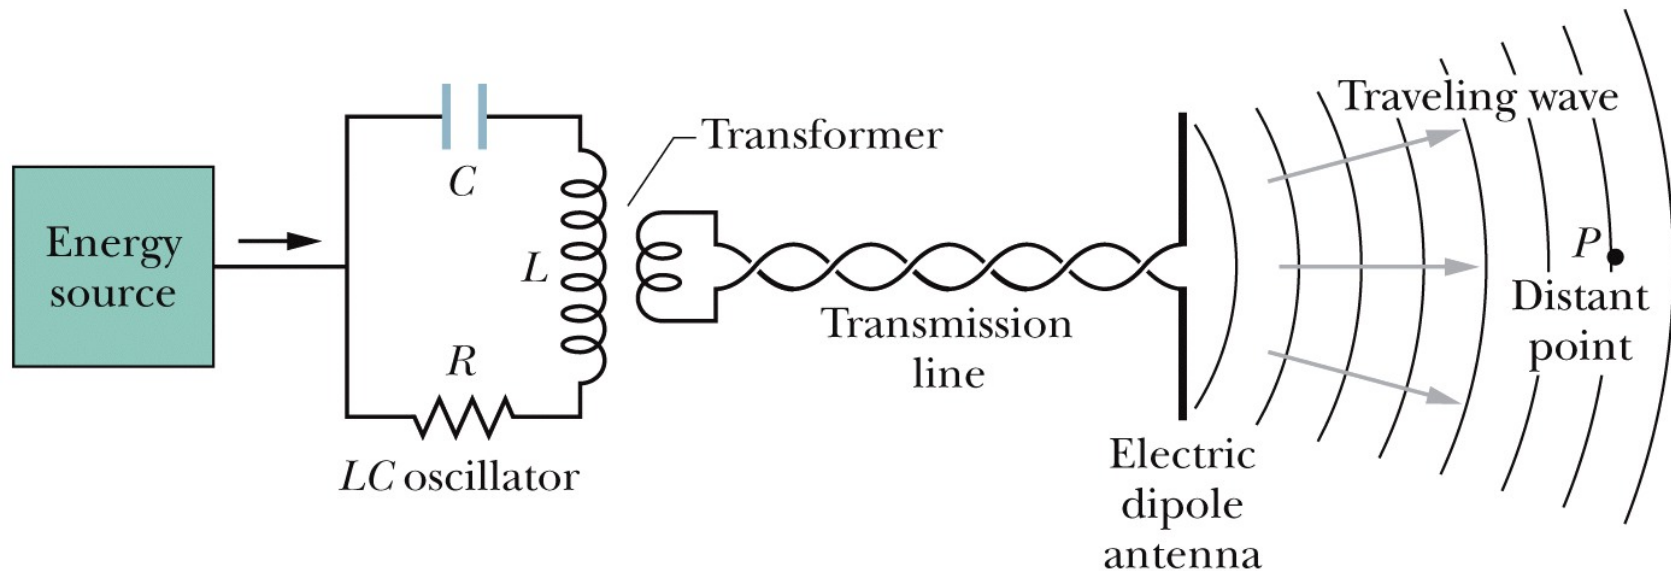 Energy
source
C
L
R
LC oscillator
Transformer
Transmission
line
Electric
dipole
antenna
Traveling wave
P
Distant
point